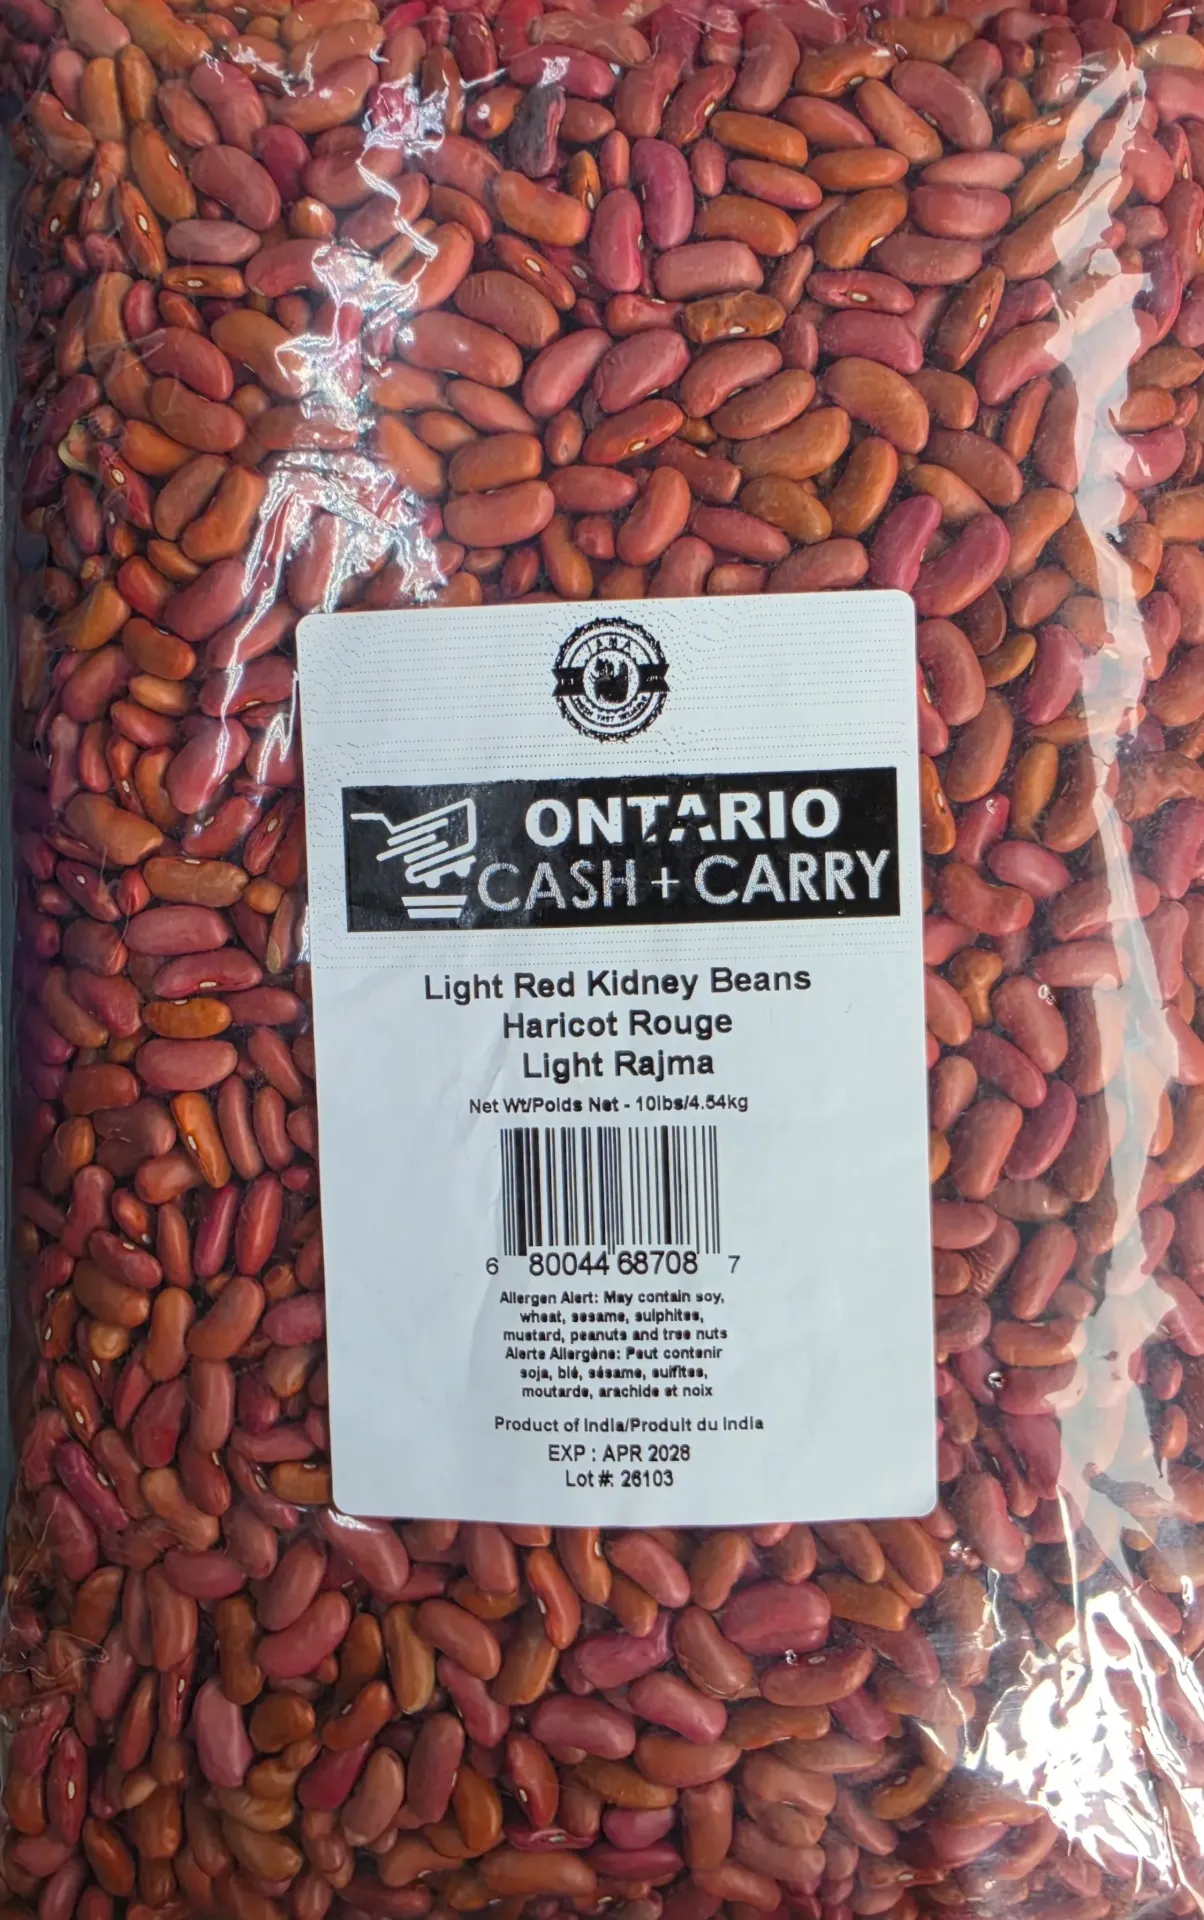 ONTARIO
CASH + CARRY
Light Red Kidney Beans
Haricot Rouge
Light Rajma
Net Wt/Poids Net - 10lbs/4.54kg
6 80044 68708 7
Allergen Alert: May contain soy,
wheat, sesame, sulphites,
mustard, peanuts and tree nuts
Alerte Allergène: Peut contenir
soja, blé, sésame, sulfites,
moutarde, arachide et noix
Product of India/Produit du India
EXP : APR 2028
Lot #: 26103